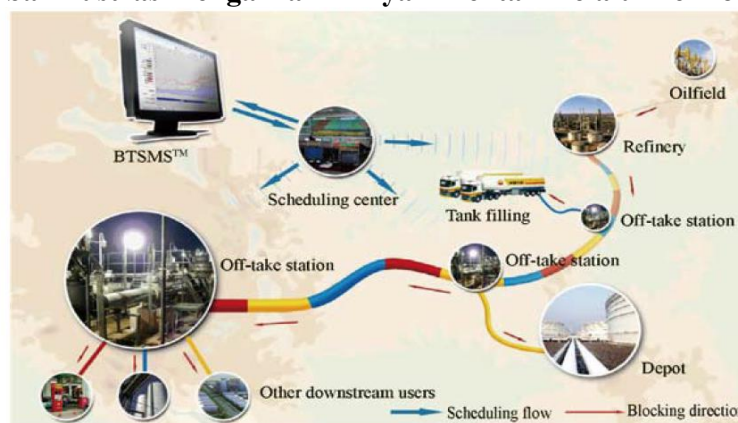 Oilfield
Refinery
BTSMS™
Scheduling center
Tank filling
Off-take station
Off-take station
Off-take station
Depot
Other downstream users
Scheduling flow
Blocking direction